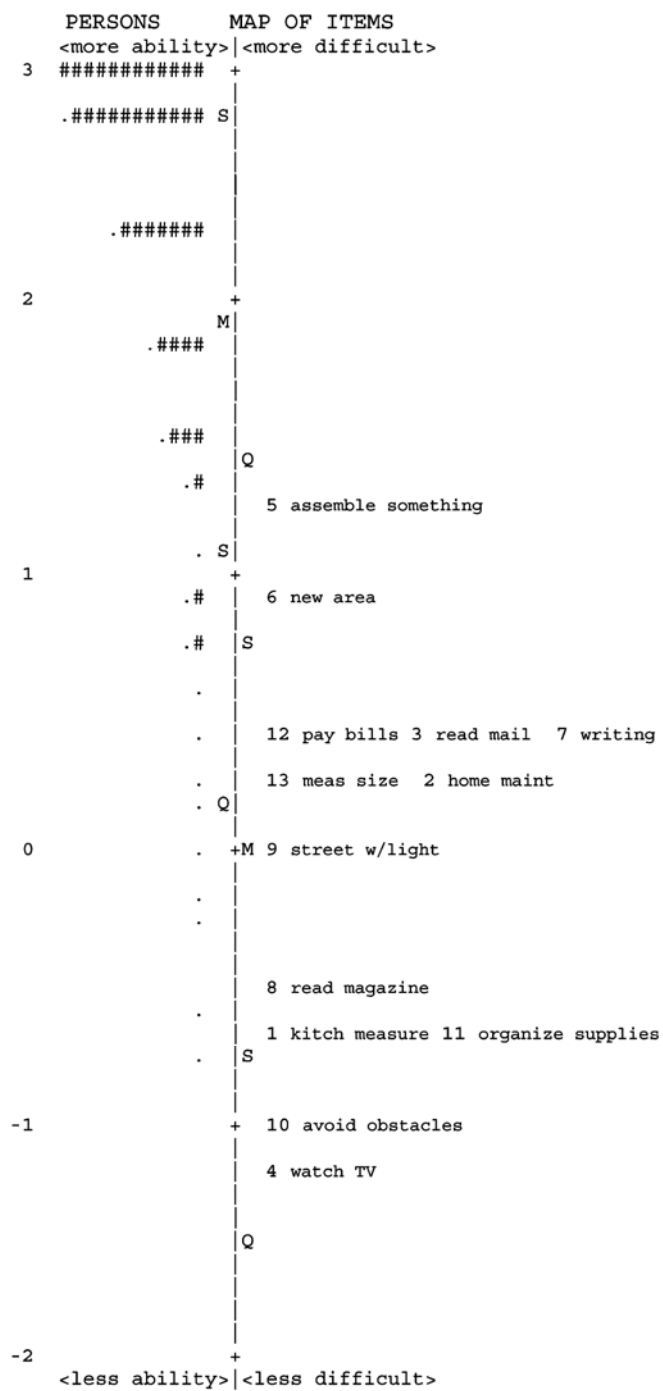 PERSONS MAP OF ITEMS
<more ability>|<more difficult>
3 ############ +
.########### S|
.####### |
2 +
M|
.#### |
.### |
|Q
.# |
| 5 assemble something
. S|
1 +
.# | 6 new area
.# |S
. |
. | 12 pay bills 3 read mail 7 writing
. | 13 meas size 2 home maint
. Q|
0 . +M 9 street w/light
. |
. |
| 8 read magazine
. |
| 1 kitch measure 11 organize supplies
. |S
-1 + 10 avoid obstacles
| 4 watch TV
|Q
-2 +
<less ability>|<less difficult>